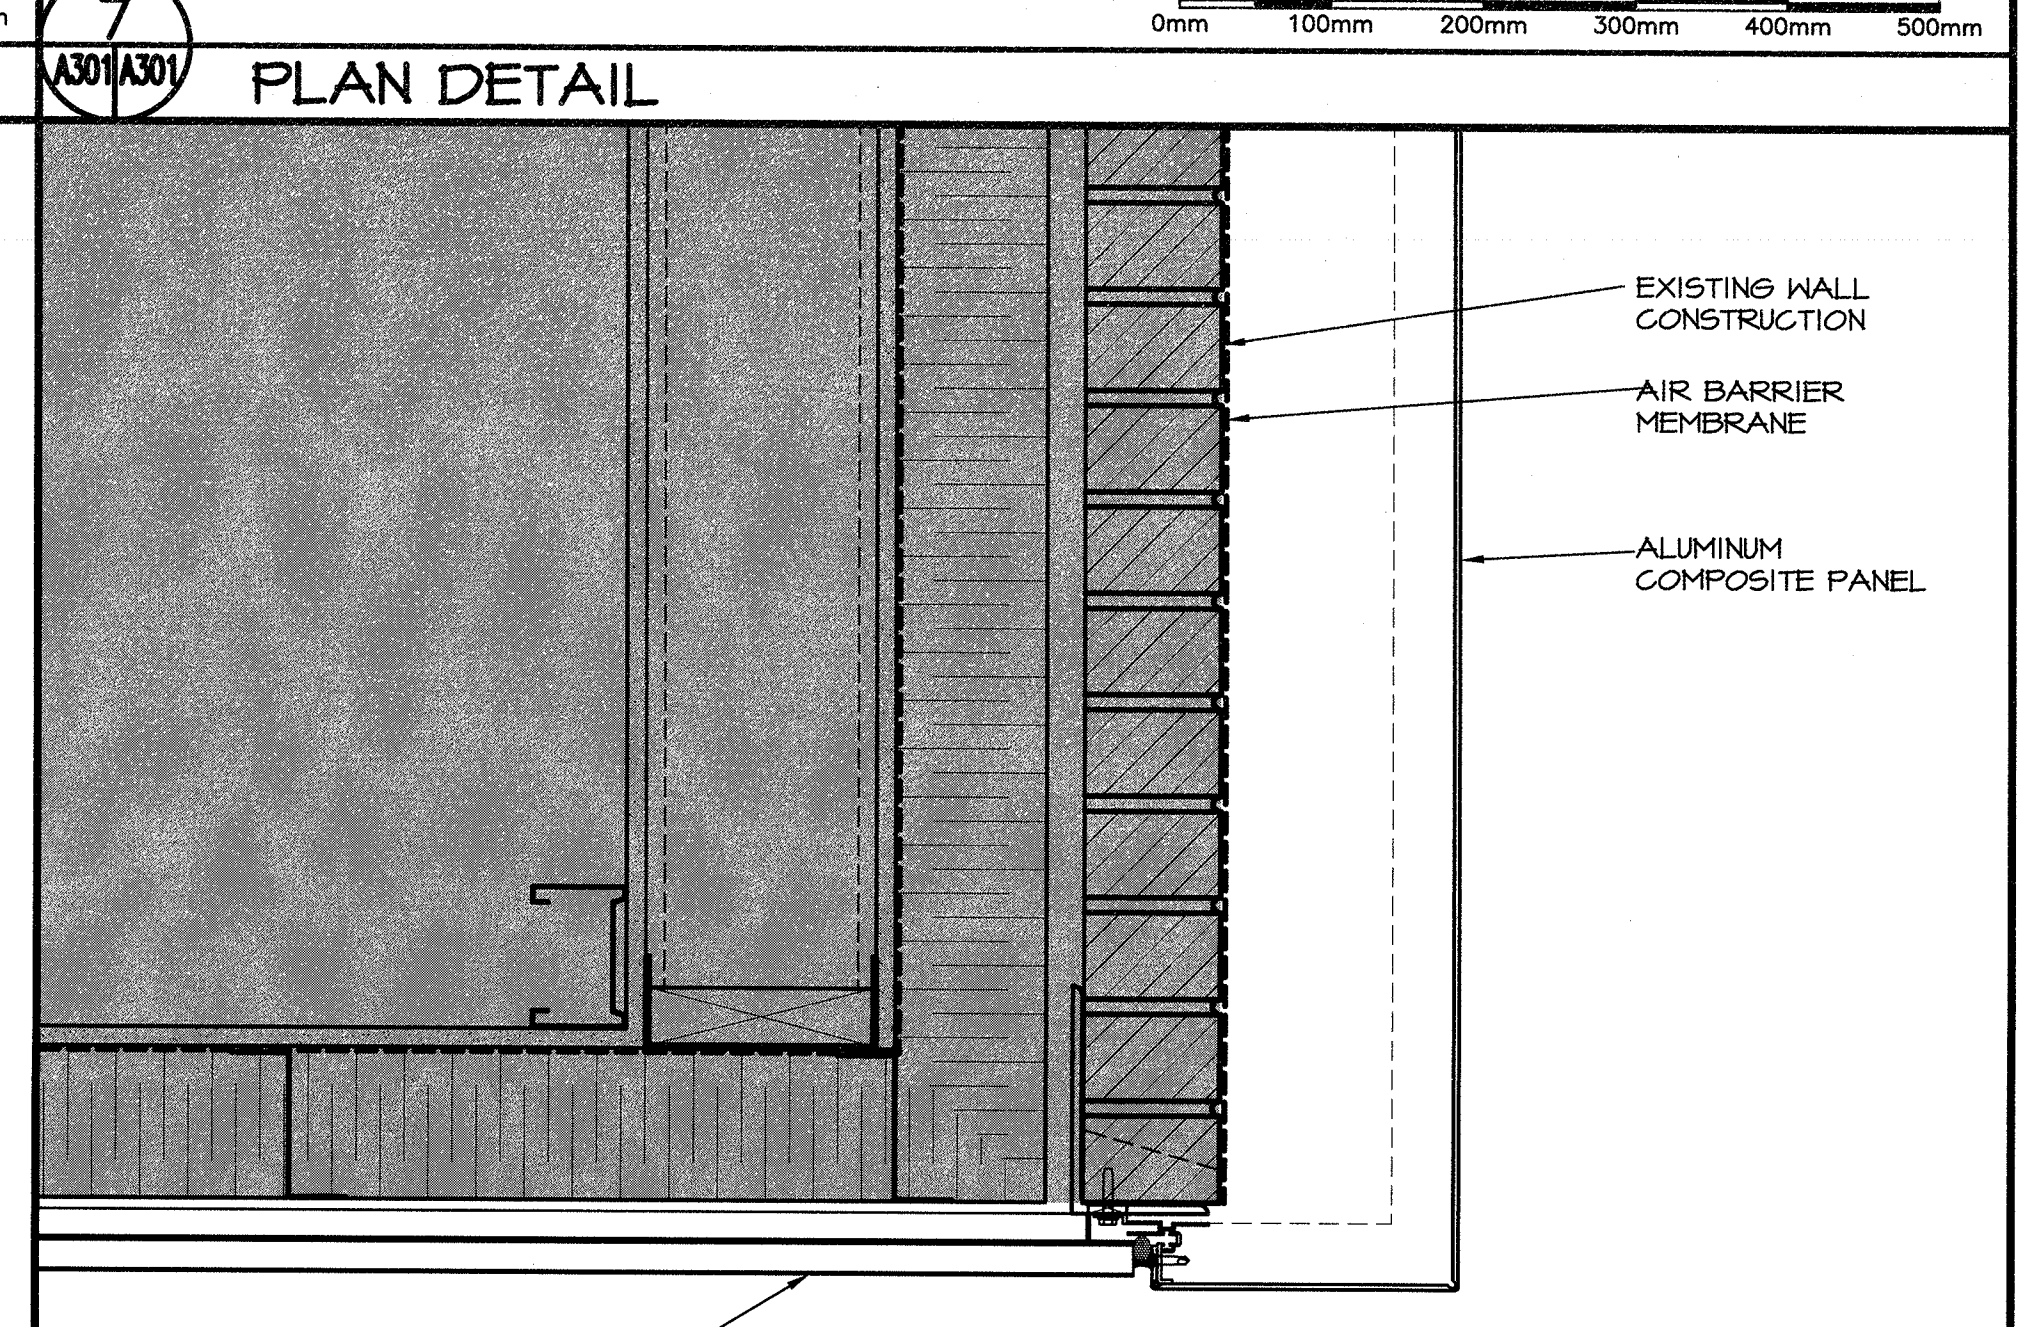 7
0mm 100mm 200mm 300mm 400mm 500mm
A301 A301
PLAN DETAIL
EXISTING WALL
CONSTRUCTION
AIR BARRIER
MEMBRANE
ALUMINUM
COMPOSITE PANEL